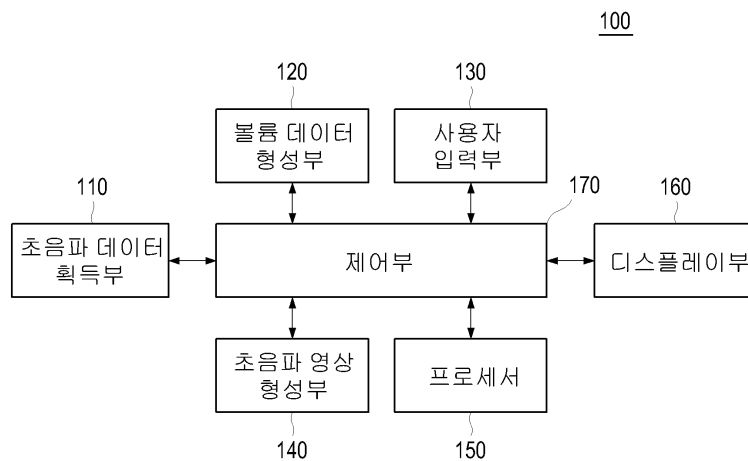 100
120
130
볼륨 데이터
형성부
사용자
입력부
110
170
160
초음파 데이터
획득부
제어부
디스플레이부
초음파 영상
형성부
프로세서
140
150